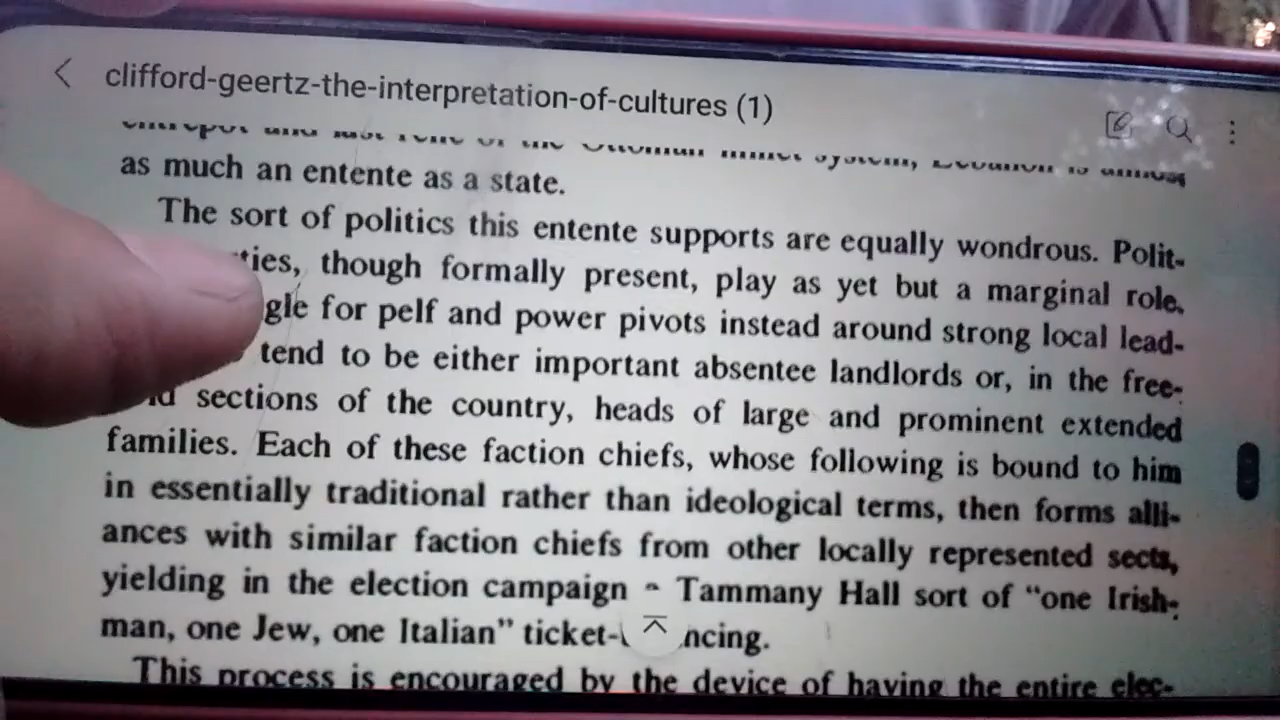 clifford-geertz-the-interpretation-of-cultures (1)
system, Lebanon is almost
as much an entente as a state.
The sort of politics this entente supports are equally wondrous. Polit-
ties, though formally present, play as yet but a marginal role.
gle for pelf and power pivots instead around strong local lead-
tend to be either important absentee landlords or, in the free-
sections of the country, heads of large and prominent extended
families. Each of these faction chiefs, whose following is bound to him
in essentially traditional rather than ideological terms, then forms alli-
ances with similar faction chiefs from other locally represented sects,
yielding in the election campaign Tammany Hall sort of “one Irish-
man, one Jew, one Italian” ticket- ncing.
This process is encouraged by the device of having the entire elec-